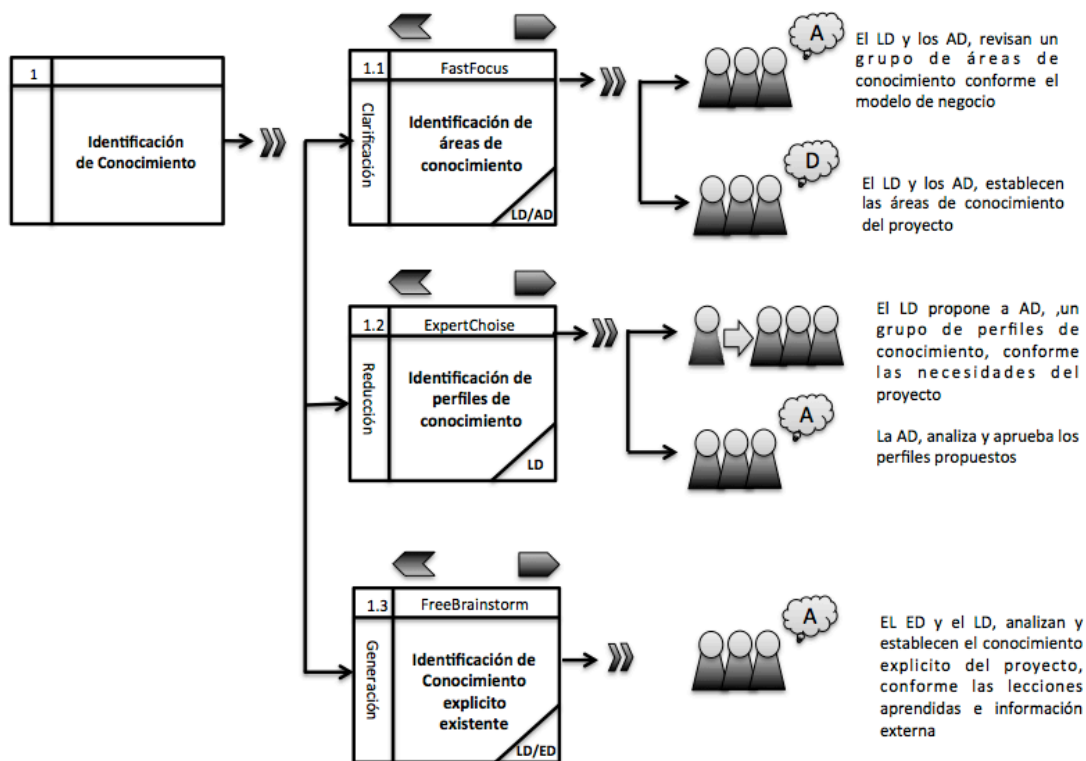 1
Identificación
de Conocimiento
1.1
FastFocus
Clarificación
Identificación de
áreas de
conocimiento
LD/AD
A
El LD y los AD, revisan un
grupo de áreas de
conocimiento conforme el
modelo de negocio
D
El LD y los AD, establecen
las áreas de conocimiento
del proyecto
1.2
ExpertChoise
Reducción
Identificación de
perfiles de
conocimiento
LD
El LD propone a AD, ,un
grupo de perfiles de
conocimiento, conforme
las necesidades del
proyecto
A
La AD, analiza y aprueba los
perfiles propuestos
1.3
FreeBrainstorm
Generación
Identificación de
Conocimiento
explicito
existente
LD/ED
A
EL ED y el LD, analizan y
establecen el conocimiento
explicito del proyecto,
conforme las lecciones
aprendidas e información
externa